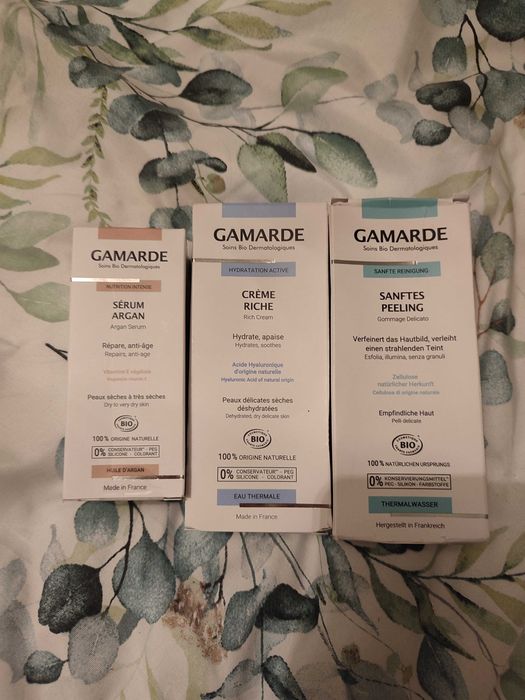 GAMARDE
Soins Bio Dermatologiques
NUTRITION INTENSE
SÉRUM
ARGAN
Argan Serum
Répare, anti-âge
Repairs, anti-age
Vitamine E végétale
Vegetable vitamin E
Peaux sèches à très sèches
Dry to very dry skin
BIO
100% ORIGINE NATURELLE
0% CONSERVATEUR** - PEG
SILICONE - COLORANT
HUILE D'ARGAN
Made in France
GAMARDE
Soins Bio Dermatologiques
HYDRATATION ACTIVE
CRÈME
RICHE
Rich Cream
Hydrate, apaise
Hydrates, soothes
Acide Hyaluronique
d'origine naturelle
Hyaluronic Acid of natural origin
Peaux délicates sèches
déshydratées
Dehydrated, dry delicate skin
BIO
100% ORIGINE NATURELLE
0% CONSERVATEUR** - PEG
SILICONE - COLORANT
EAU THERMALE
Made in France
GAMARDE
Soins Bio Dermatologiques
SANFTE REINIGUNG
SANFTES
PEELING
Gommage Delicato
Verfeinert das Hautbild, verleiht
einen strahlenden Teint
Esfolia, illumina, senza granuli
Zellulose
natürlicher Herkunft
Cellulosa di origine naturale
Empfindliche Haut
Pelli delicate
BIO
100% NATÜRLICHEN URSPRUNGS
0% KONSERVIERUNGSMITTEL**
PEG - SILIKON - FARBSTOFFE
THERMALWASSER
Hergestellt in Frankreich